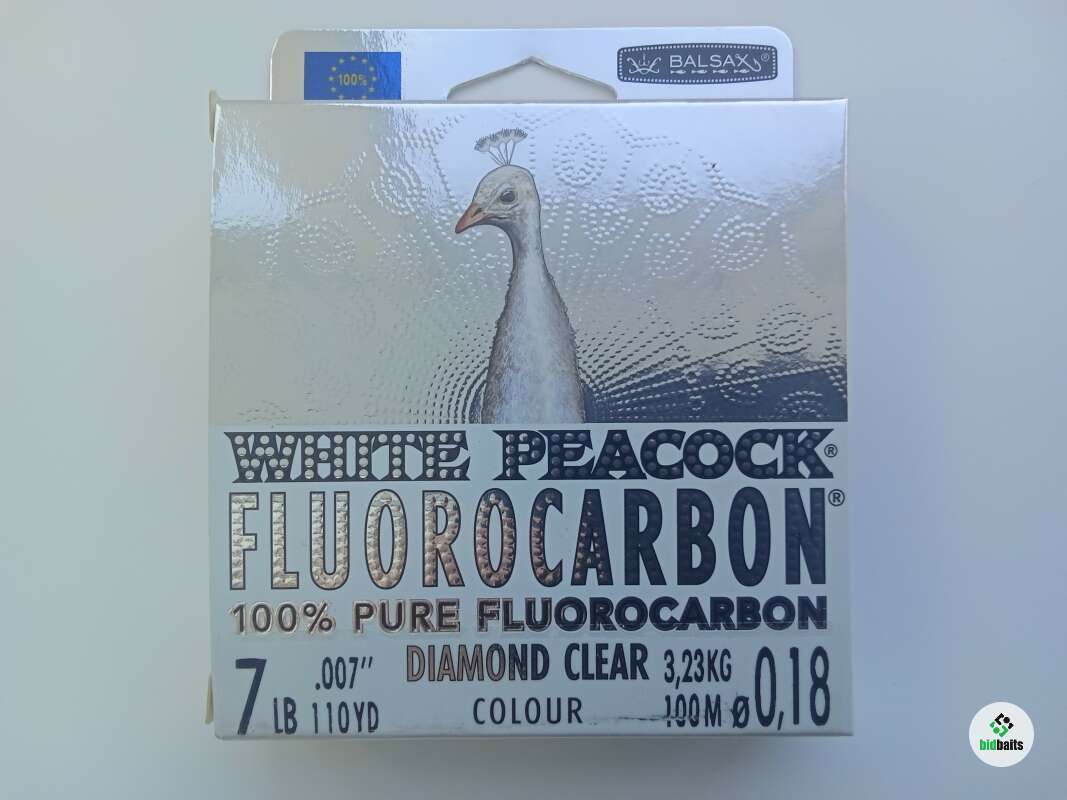 100%
BALSAX®
WHITE PEACOCK®
FLUOROCARBON®
100% PURE FLUOROCARBON
7 LB .007” 110YD
DIAMOND CLEAR
COLOUR
3,23KG
100M Ø 0,18
bidbaits